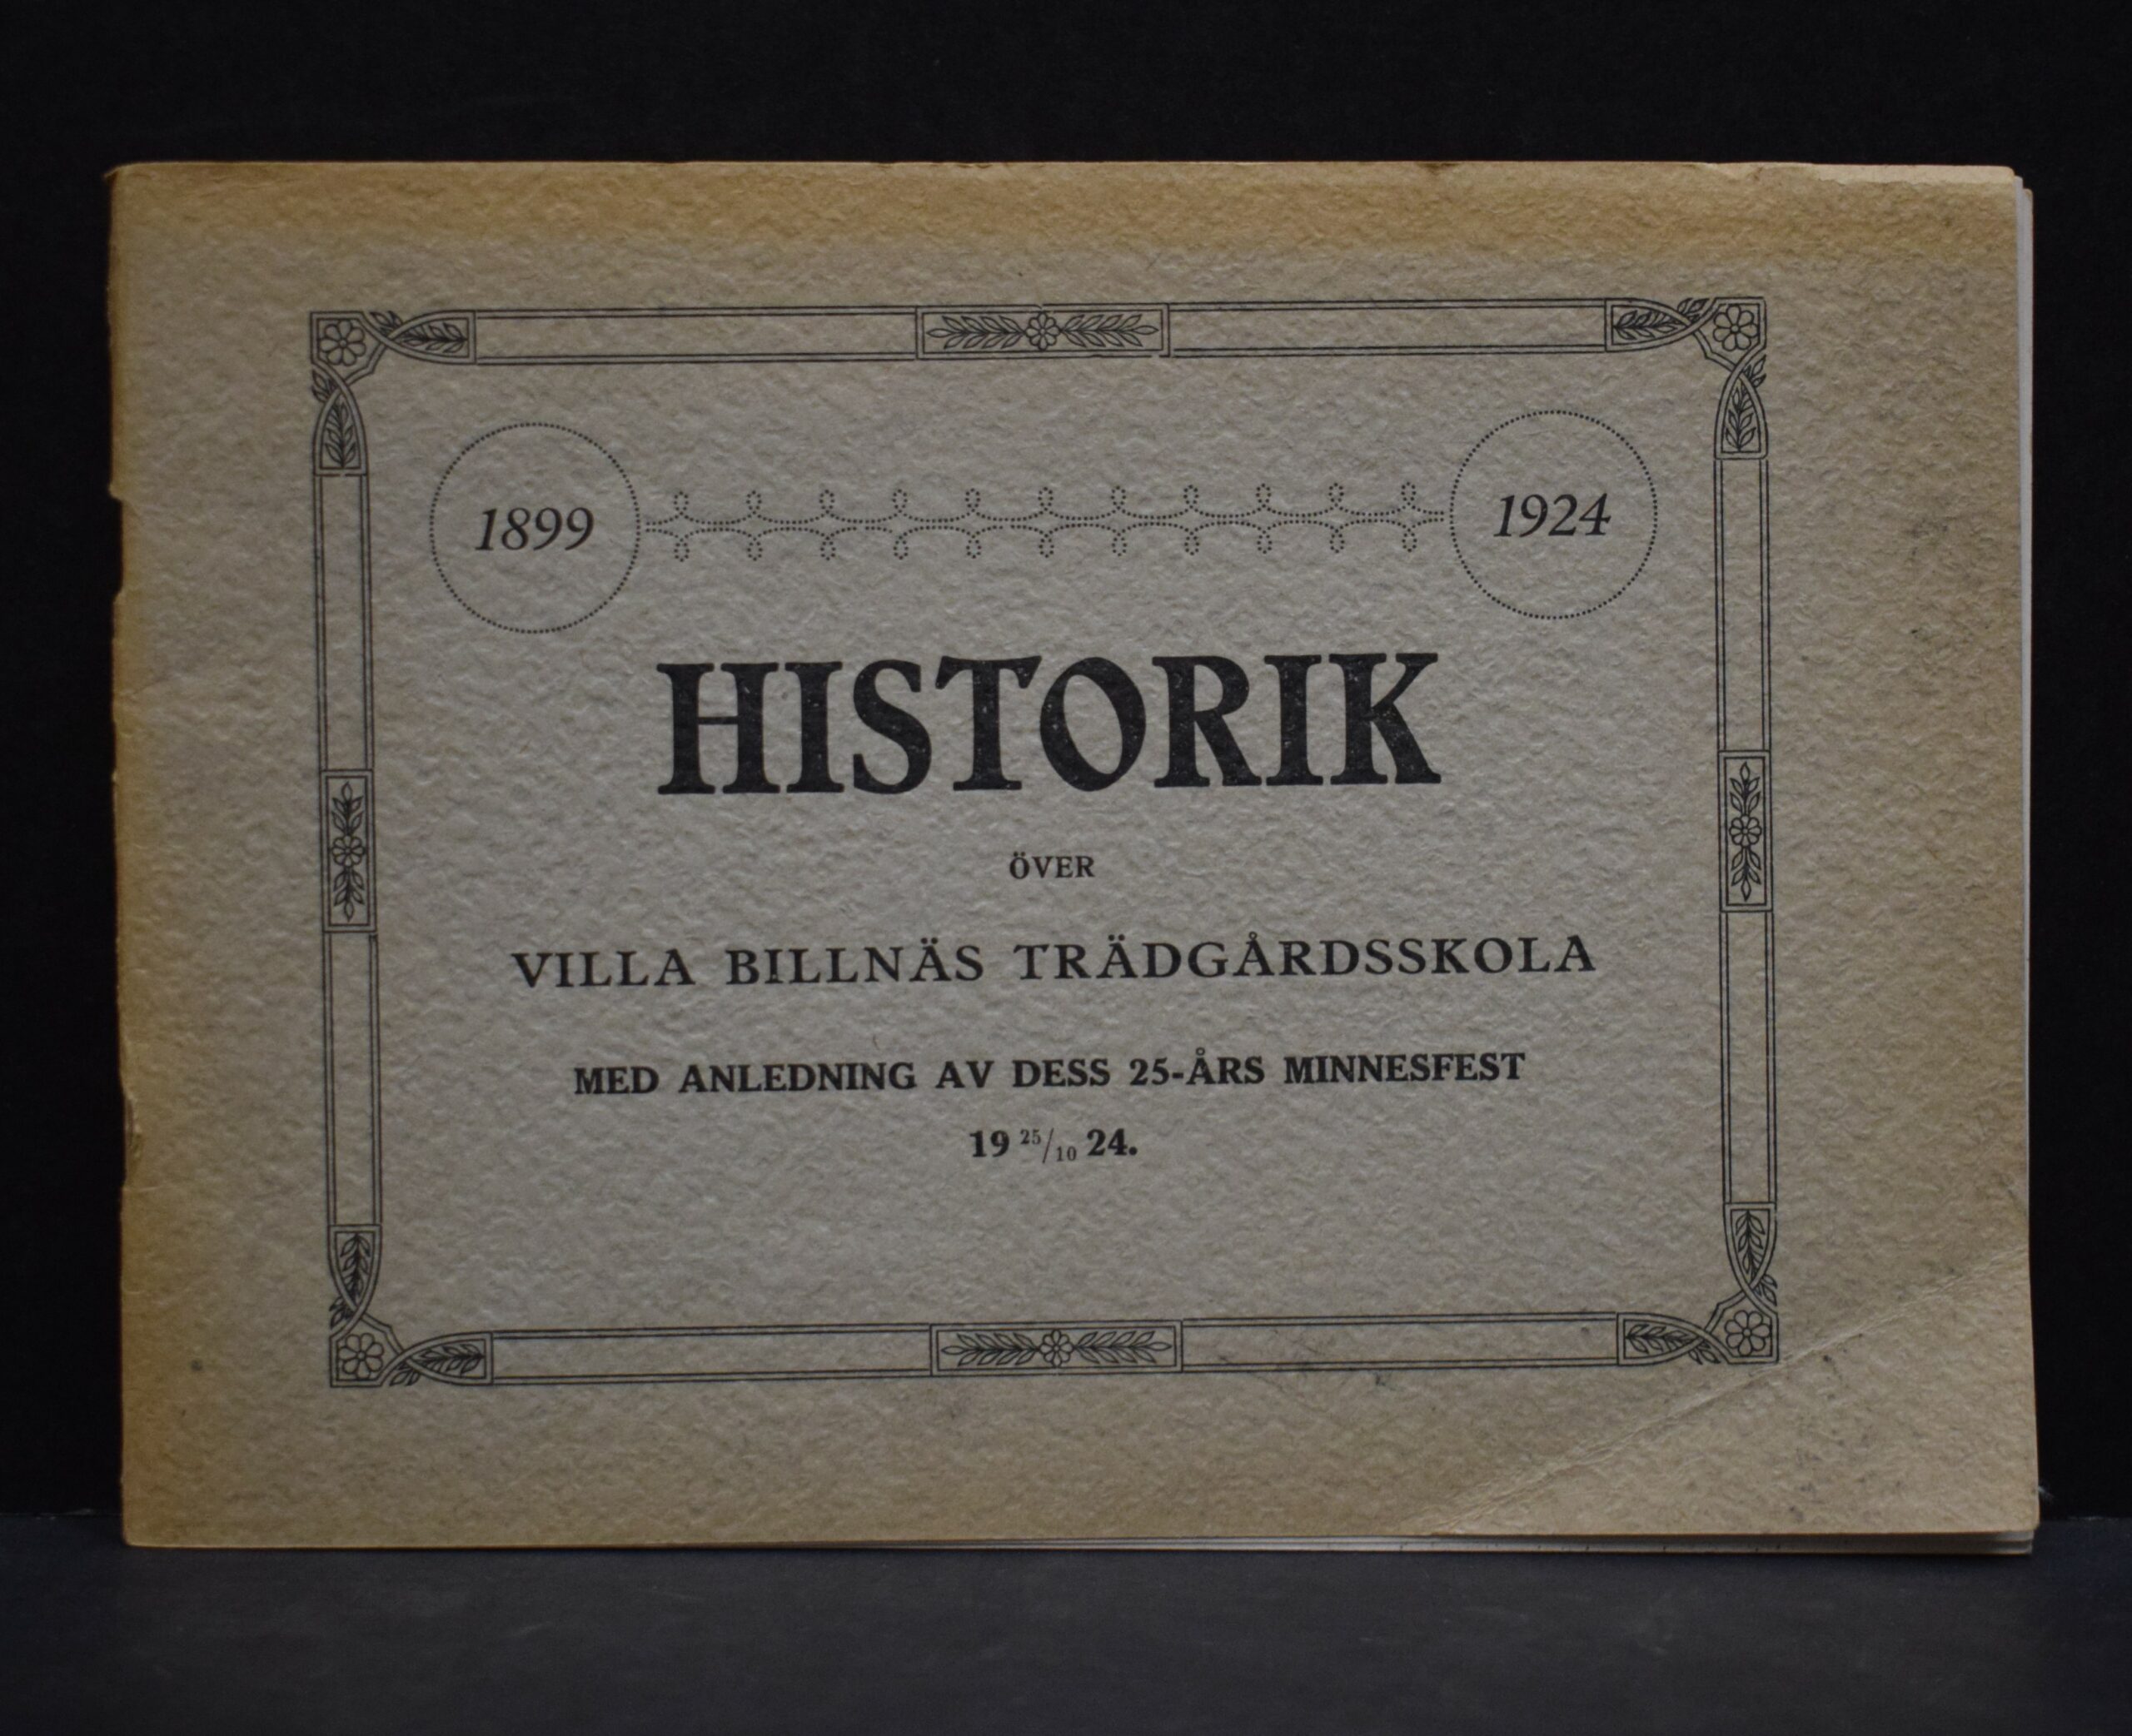 1899 1924
HISTORIK
ÖVER
VILLA BILLNÄS TRÄDGÅRDSSKOLA
MED ANLEDNING AV DESS 25-ÅRS MINNESFEST
19 25/10 24.